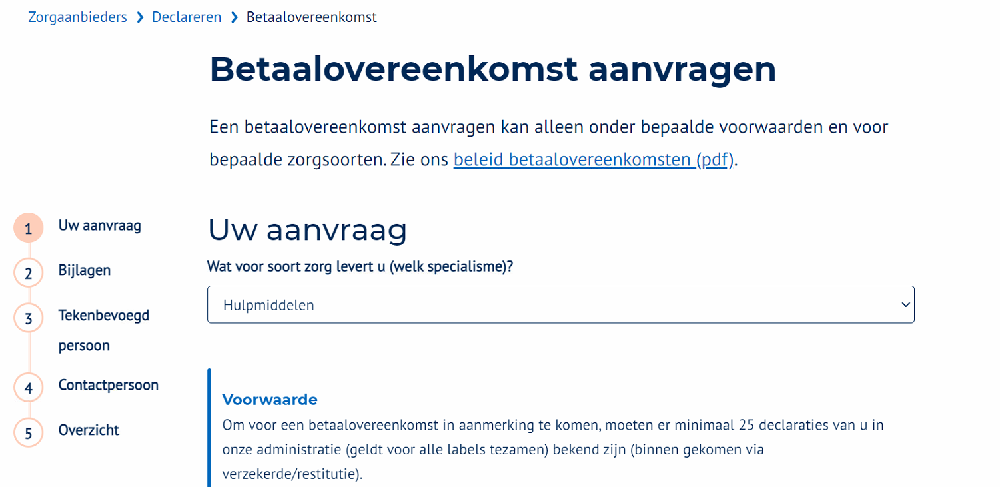 Zorgaanbieders > Declareren > Betaalovereenkomst
Betaalovereenkomst aanvragen
Een betaalovereenkomst aanvragen kan alleen onder bepaalde voorwaarden en voor
bepaalde zorgsoorten. Zie ons beleid betaalovereenkomsten (pdf).
1 Uw aanvraag
2 Bijlagen
3 Tekenbevoegd
persoon
4 Contactpersoon
5 Overzicht
Uw aanvraag
Wat voor soort zorg levert u (welk specialisme)?
Hulpmiddelen
Voorwaarde
Om voor een betaalovereenkomst in aanmerking te komen, moeten er minimaal 25 declaraties van u in
onze administratie (geldt voor alle labels tezamen) bekend zijn (binnen gekomen via
verzekerde/restitutie).